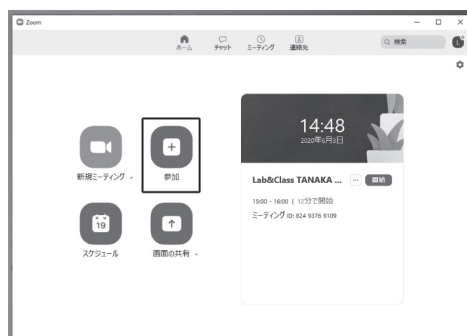 Zoom
ホーム
チャット
ミーティング
連絡先
検索
L
14:48
2020年6月3日
新規ミーティング
参加
Lab&Class TANAKA ...
開始
15:00 - 16:00 | 12分で開始
ミーティング ID: 824 9376 9109
19
スケジュール
画面の共有